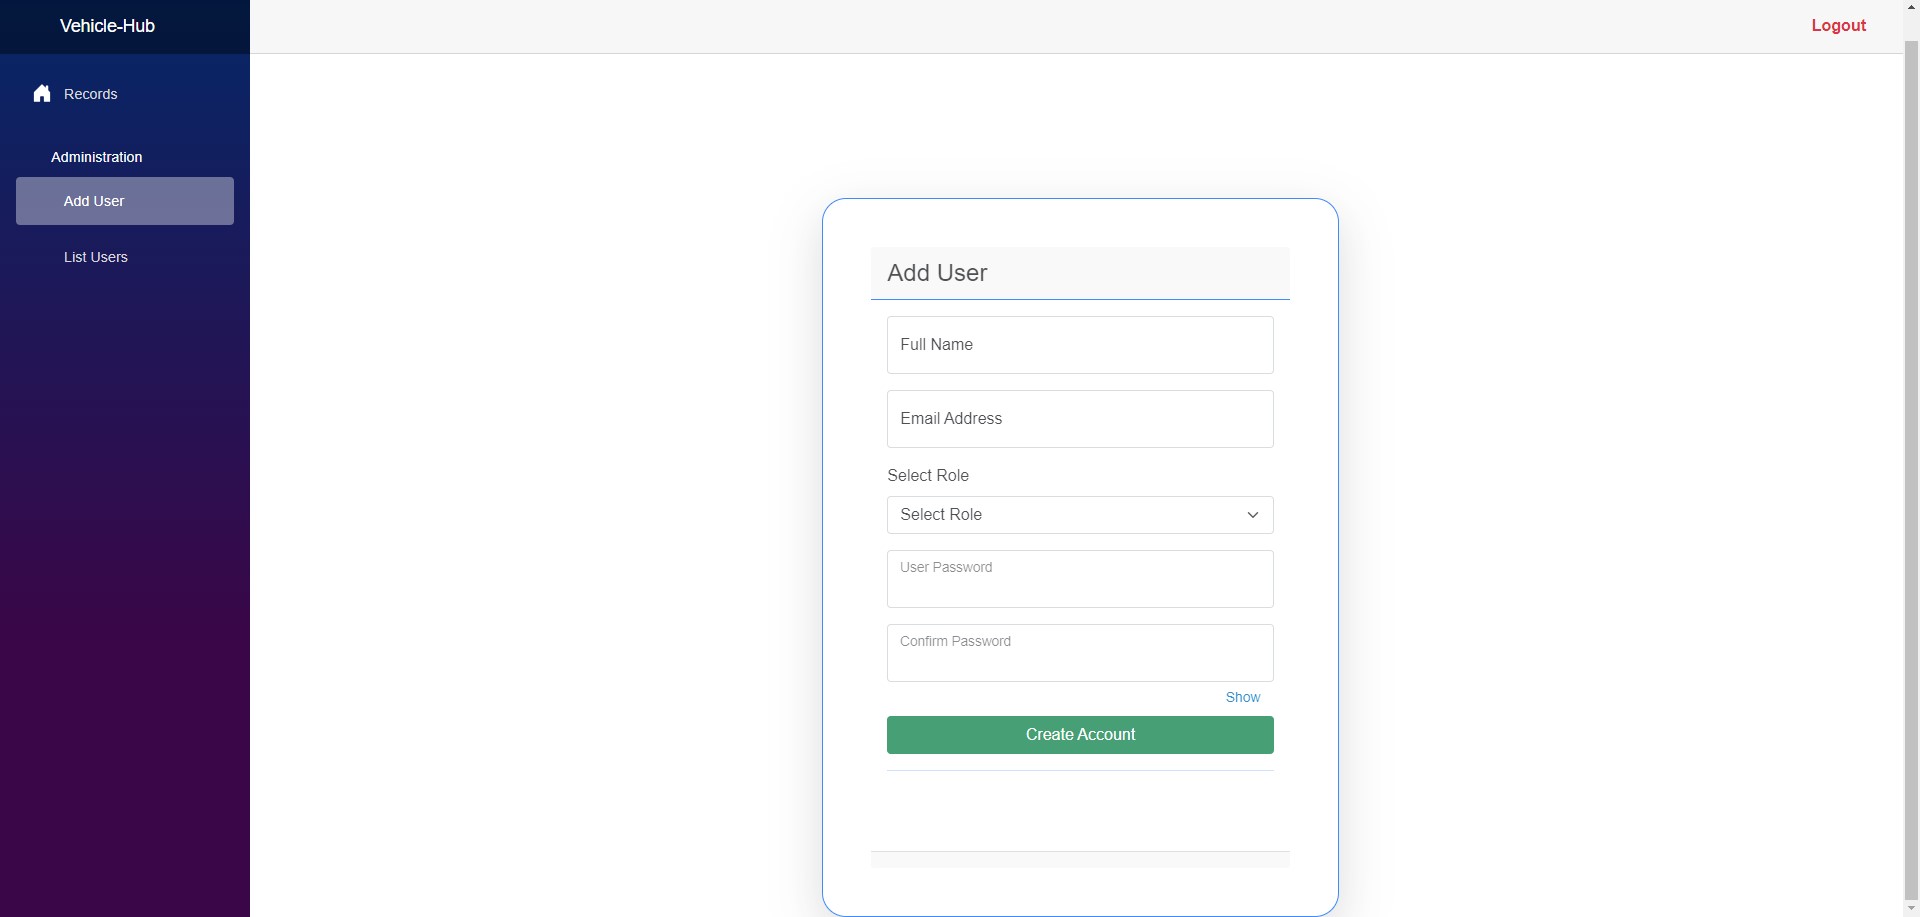 Vehicle-Hub
Logout
Records
Administration
Add User
List Users
Add User
Full Name
Email Address
Select Role
Select Role
User Password
Confirm Password
Show
Create Account